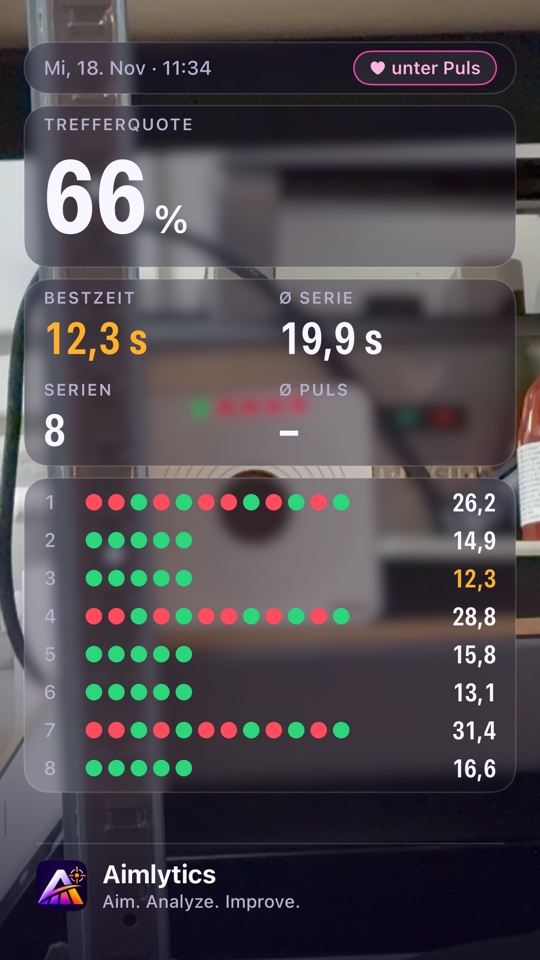 Mi, 18. Nov · 11:34
unter Puls
TREFFERQUOTE
66 %
BESTZEIT
Ø SERIE
12,3 s
19,9 s
SERIEN
Ø PULS
8
–
1 26,2
2 14,9
3 12,3
4 28,8
5 15,8
6 13,1
7 31,4
8 16,6
Aimlytics
Aim. Analyze. Improve.